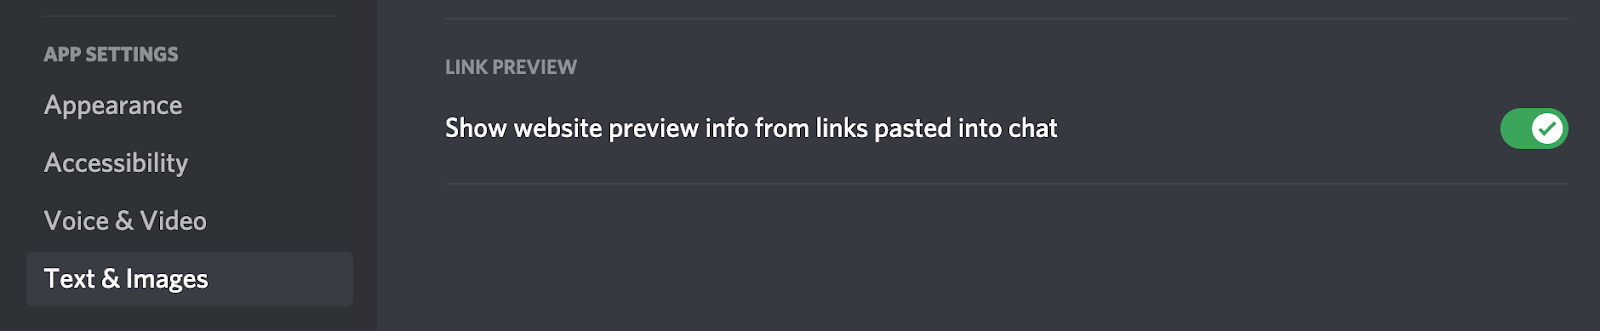 APP SETTINGS
Appearance
Accessibility
Voice & Video
Text & Images
LINK PREVIEW
Show website preview info from links pasted into chat